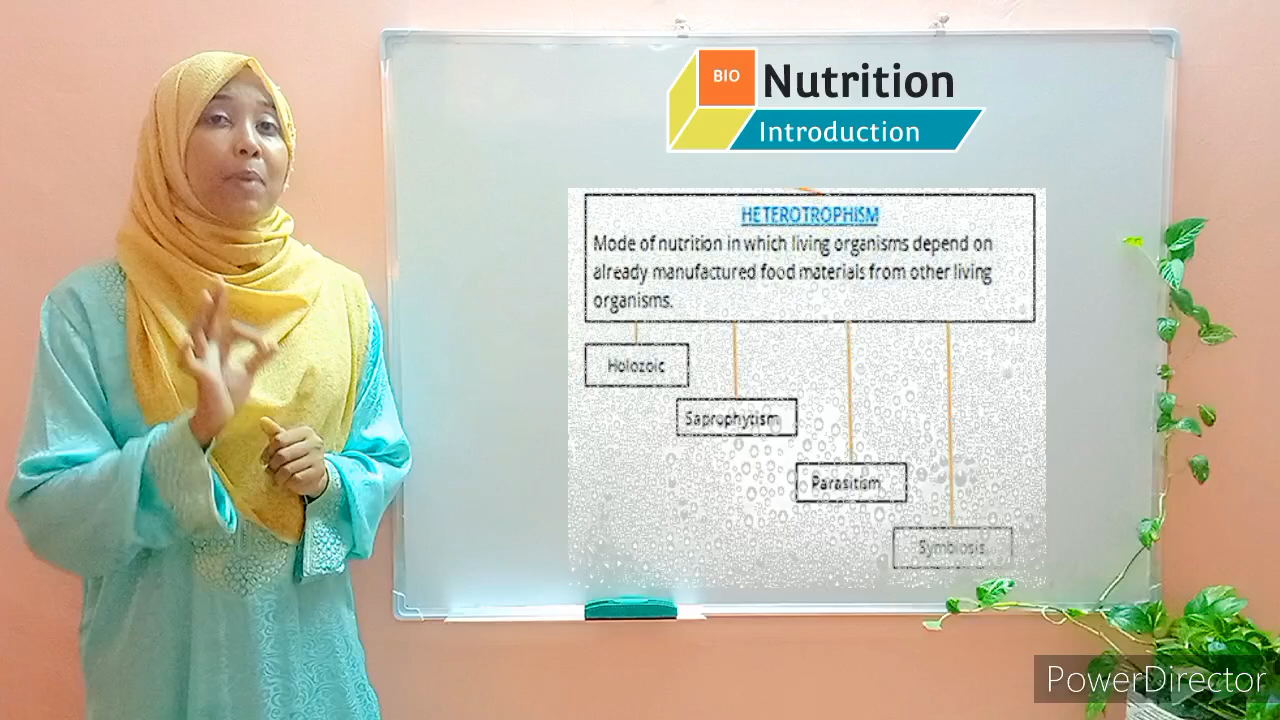 BIO
Nutrition
Introduction
HETEROTROPHISM
Mode of nutrition in which living organisms depend on
already manufactured food materials from other living
organisms.
Holozoic
Saprophytism
Parasitism
Symbiosis
PowerDirector